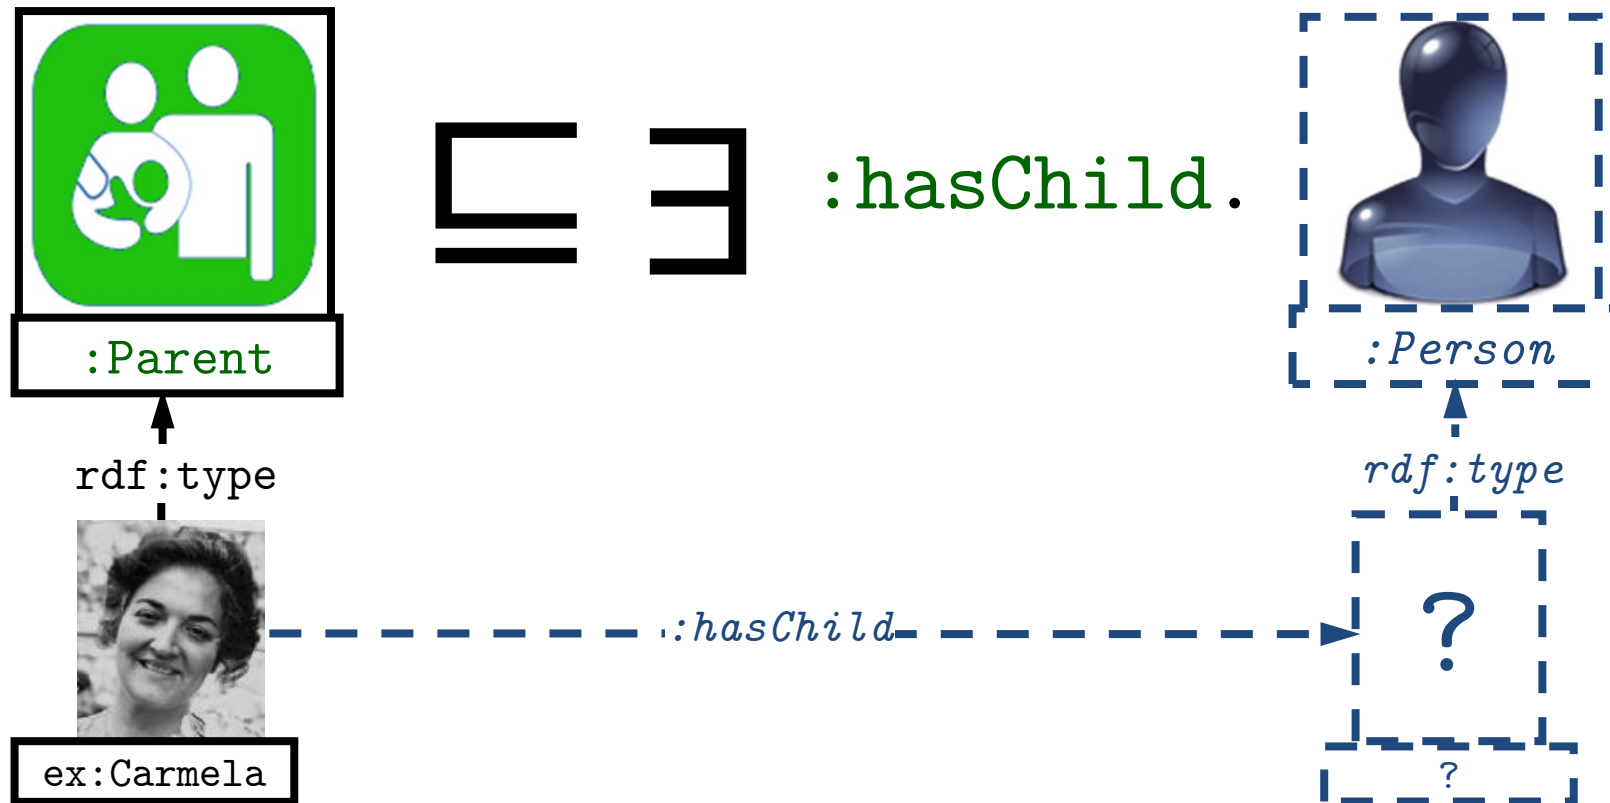 ⊑ ∃ :hasChild.
:Parent
:Person
rdf:type
rdf:type
:hasChild
?
ex:Carmela
?